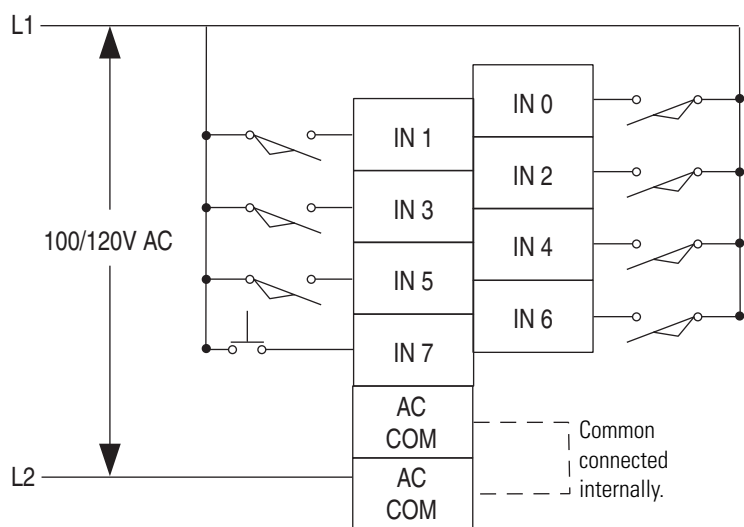 L1
IN 0
IN 1
IN 2
IN 3
100/120V AC
IN 4
IN 5
IN 6
IN 7
AC
COM
Common
connected
internally.
L2
AC
COM